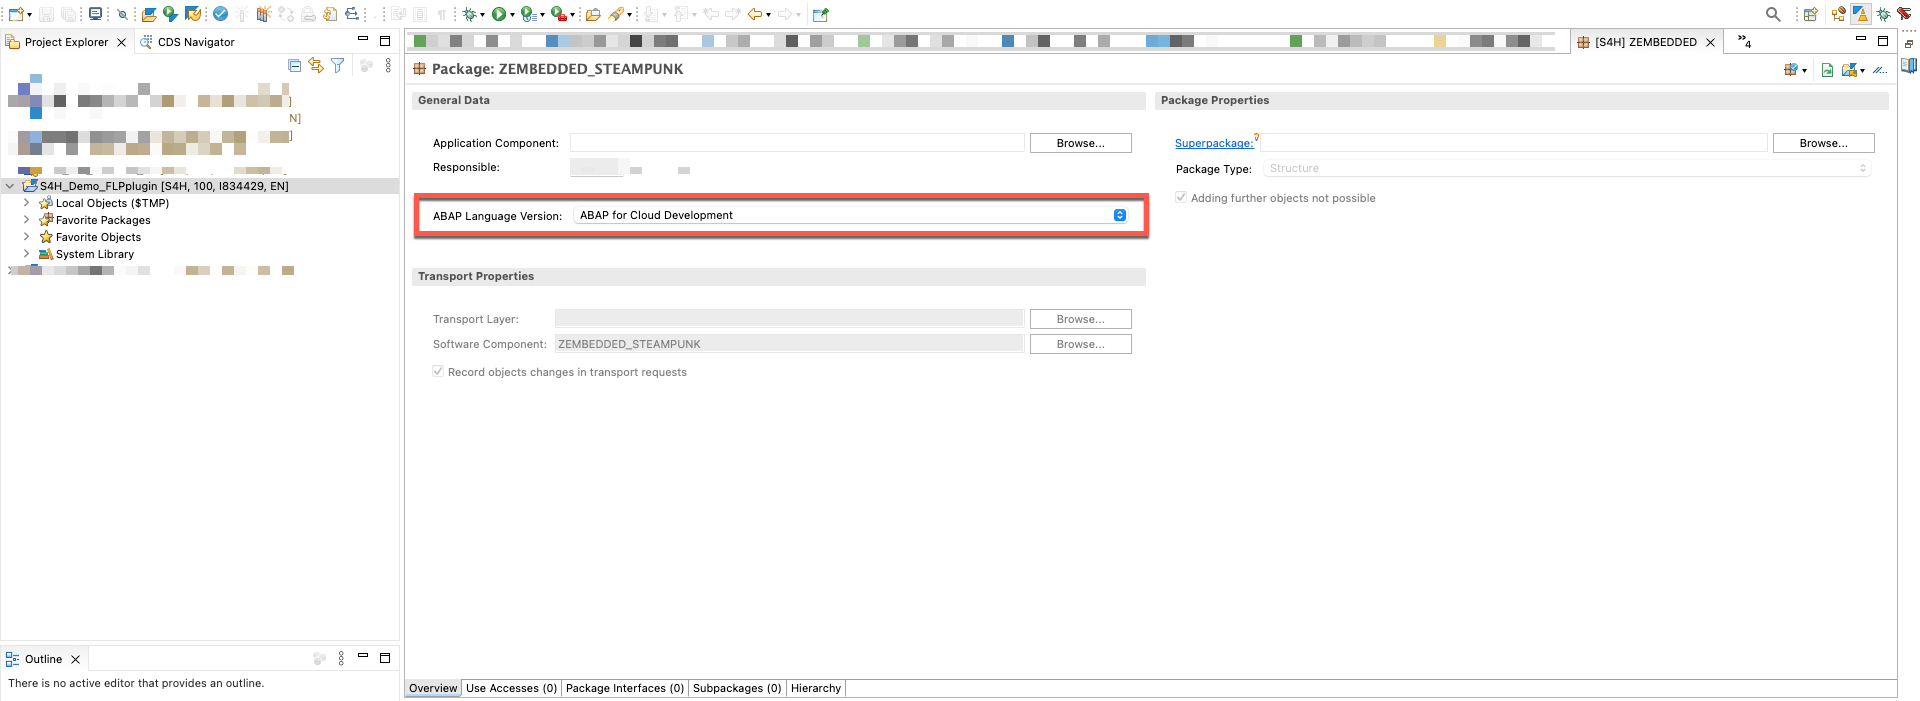 Project Explorer
CDS Navigator
[S4H] ZEMBEDDED
4
Package: ZEMBEDDED_STEAMPUNK
General Data
Package Properties
]
N]
]
Application Component:
Browse...
Superpackage:
Browse...
Responsible:
Package Type: Structure
S4H_Demo_FLPplugin [S4H, 100, I834429, EN]
Adding further objects not possible
Local Objects ($TMP)
Favorite Packages
ABAP Language Version: ABAP for Cloud Development
Favorite Objects
System Library
Transport Properties
Transport Layer:
Browse...
Software Component: ZEMBEDDED_STEAMPUNK
Browse...
Record objects changes in transport requests
Outline
There is no active editor that provides an outline.
Overview
Use Accesses (0)
Package Interfaces (0)
Subpackages (0)
Hierarchy